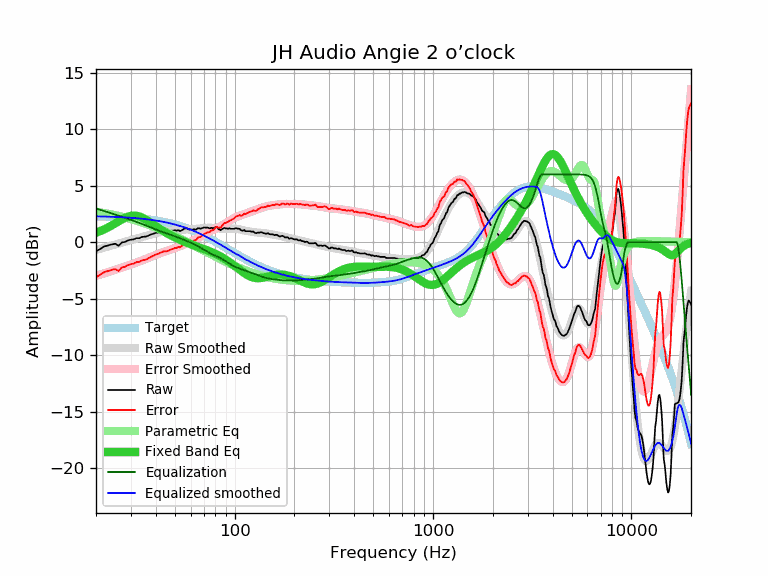 JH Audio Angie 2 o’clock
15
10
5
0
−5
−10
−15
−20
Amplitude (dBr)
Target
Raw Smoothed
Error Smoothed
Raw
Error
Parametric Eq
Fixed Band Eq
Equalization
Equalized smoothed
100
1000
10000
Frequency (Hz)